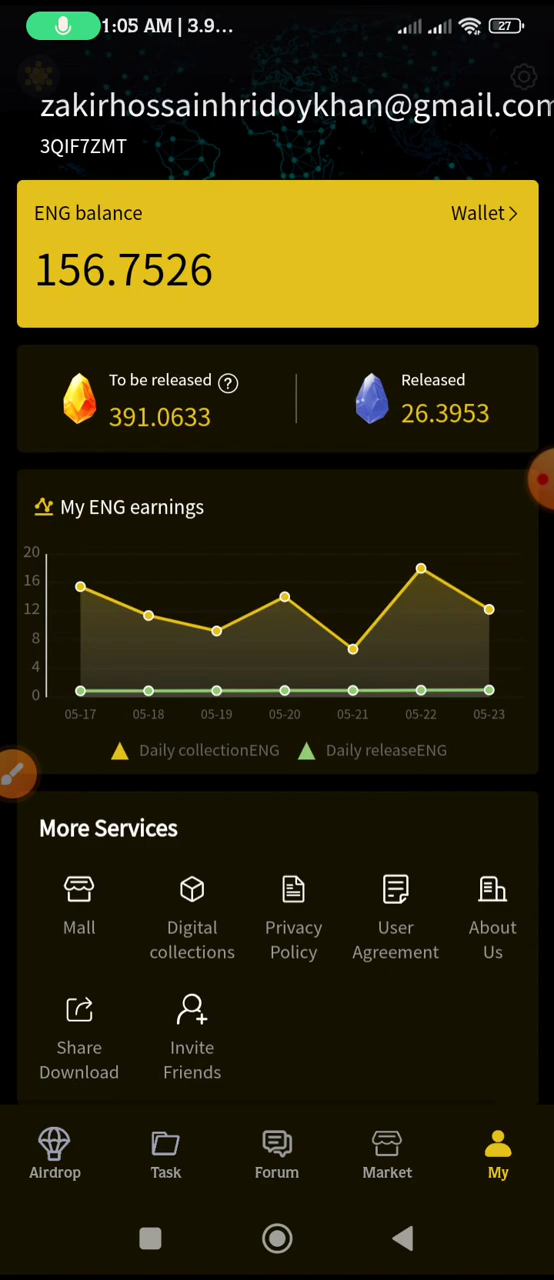 1:05 AM | 3.9...
27
zakirhossainhridoykhan@gmail.com
3QIF7ZMT
ENG balance
Wallet >
156.7526
To be released ?
391.0633
Released
26.3953
My ENG earnings
20
16
12
8
4
0
05-17 05-18 05-19 05-20 05-21 05-22 05-23
Daily collectionENG Daily releaseENG
More Services
Mall
Digital
collections
Privacy
Policy
User
Agreement
About
Us
Share
Download
Invite
Friends
Airdrop Task Forum Market My